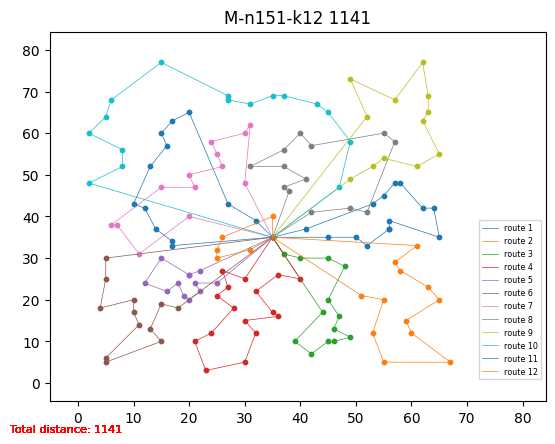 M-n151-k12 1141
80
70
60
50
40
30
20
10
0
0 10 20 30 40 50 60 70 80
route 1
route 2
route 3
route 4
route 5
route 6
route 7
route 8
route 9
route 10
route 11
route 12
Total distance: 1141